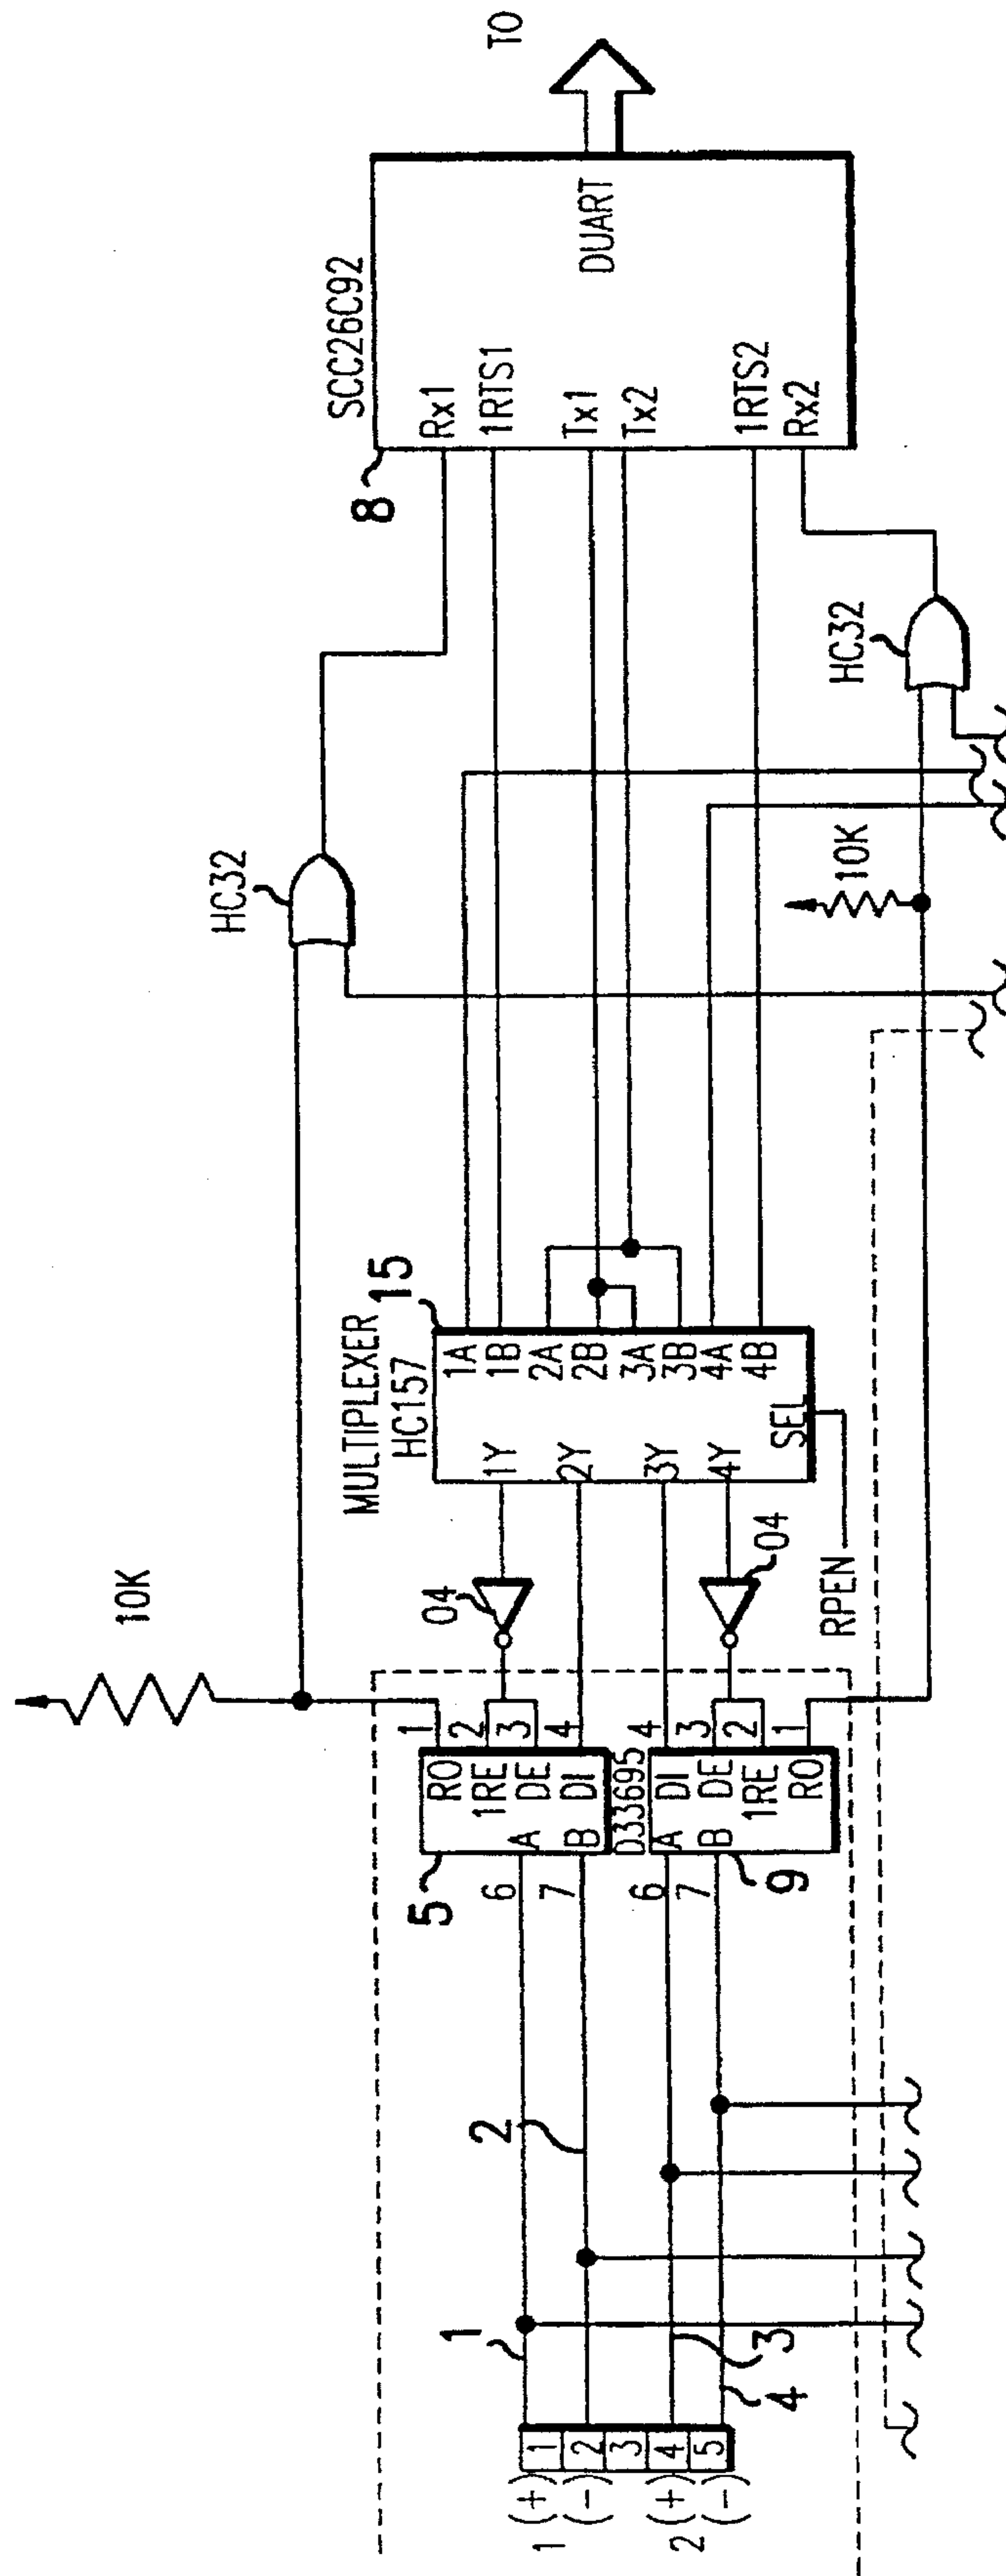 10K
HC32
SCC26C92
8
Rx1
1RTS1
Tx1
Tx2
DUART
1RTS2
Rx2
TO
MULTIPLEXER
HC157
15
1Y
2Y
3Y
4Y
1A
1B
2A
2B
3A
3B
4A
4B
SEL
RPEN
04
04
10K
HC32
1
2
3
4
RO
1RE
DE
DI
A
B
6
7
5
D33695
4
3
2
1
DI
DE
1RE
RO
A
B
6
7
9
1
2
3
4
1 (+)
(-)
2 (+)
(-)
1
2
3
4
5